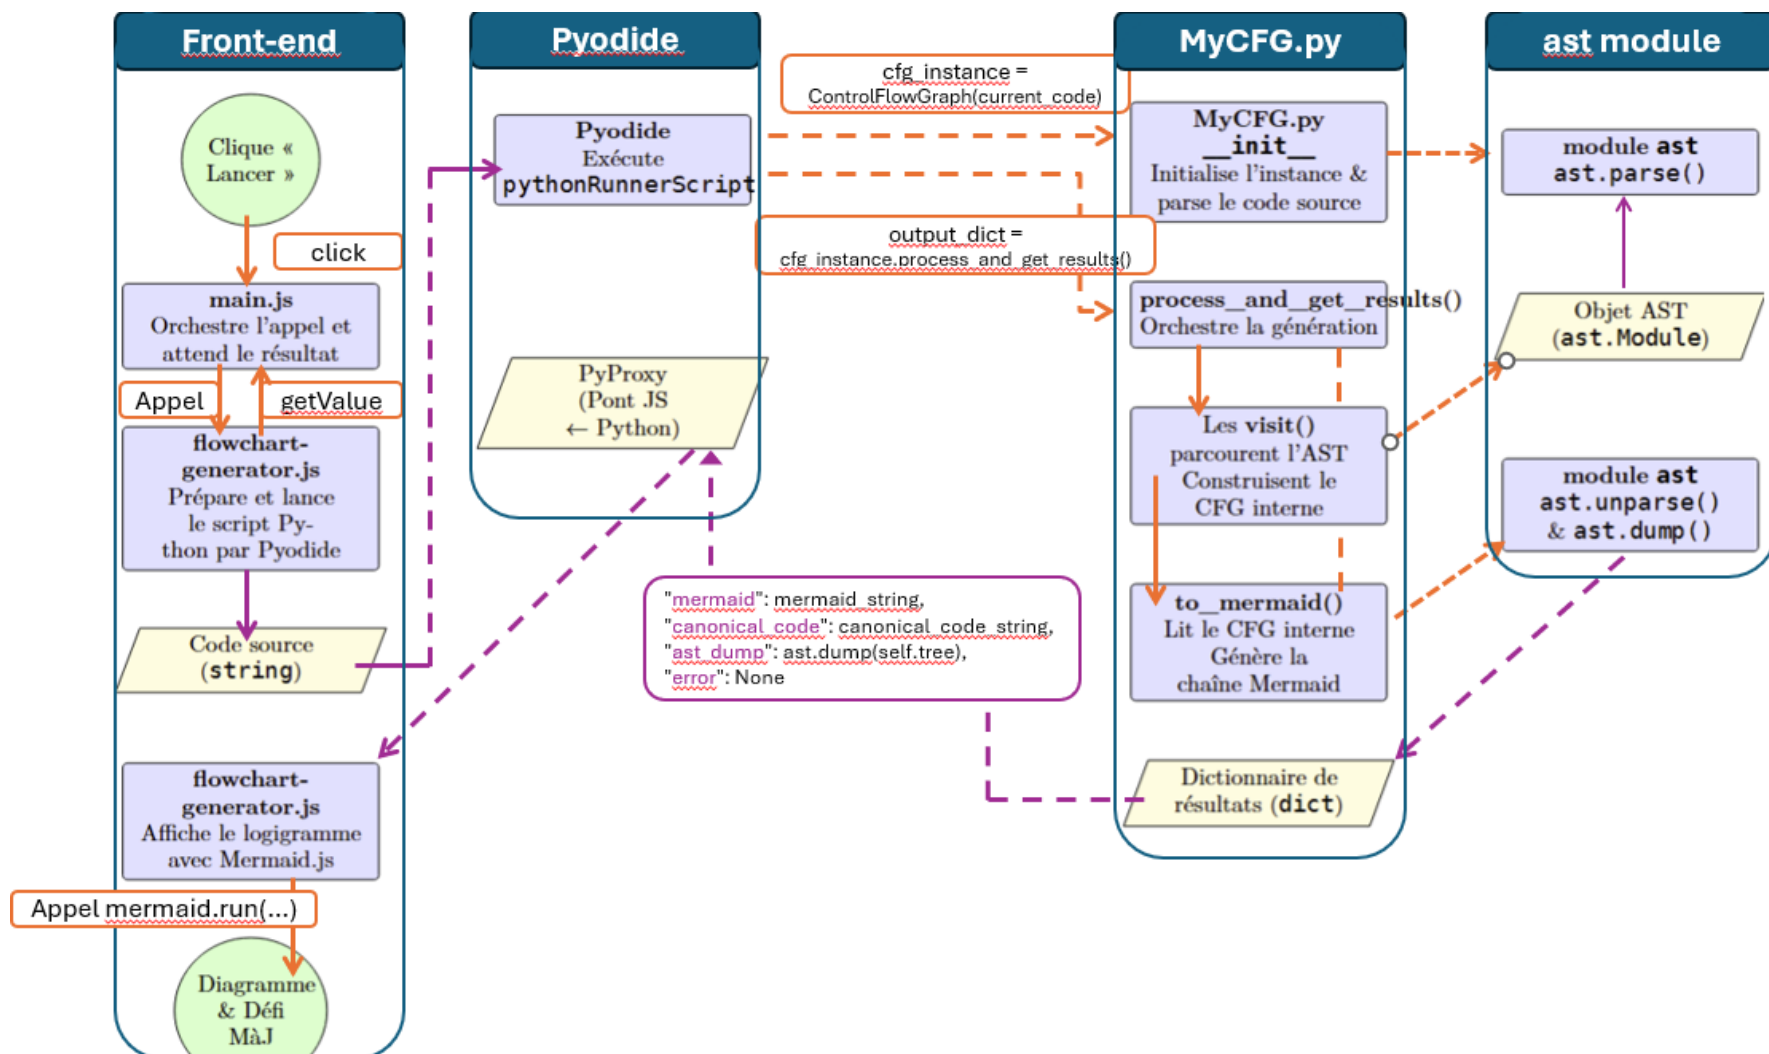 Front-end
Clique «
Lancer »
click
main.js
Orchestre l'appel et
attend le résultat
Appel
getValue
flowchart-
generator.js
Prépare et lance
le script Py-
thon par Pyodide
Code source
(string)
flowchart-
generator.js
Affiche le logigramme
avec Mermaid.js
Appel mermaid.run(...)
Diagramme
& Défi
MàJ
Pyodide
Pyodide
Exécute
pythonRunnerScript
PyProxy
(Pont JS
← Python)
cfg_instance =
ControlFlowGraph(current_code)
output_dict =
cfg_instance.process_and_get_results()
"mermaid": mermaid_string,
"canonical_code": canonical_code_string,
"ast_dump": ast.dump(self.tree),
"error": None
MyCFG.py
MyCFG.py
__init__
Initialise l'instance &
parse le code source
process_and_get_results()
Orchestre la génération
Les visit()
parcourent l'AST
Construisent le
CFG interne
to_mermaid()
Lit le CFG interne
Génère la
chaîne Mermaid
Dictionnaire de
résultats (dict)
ast module
module ast
ast.parse()
Objet AST
(ast.Module)
module ast
ast.unparse()
& ast.dump()